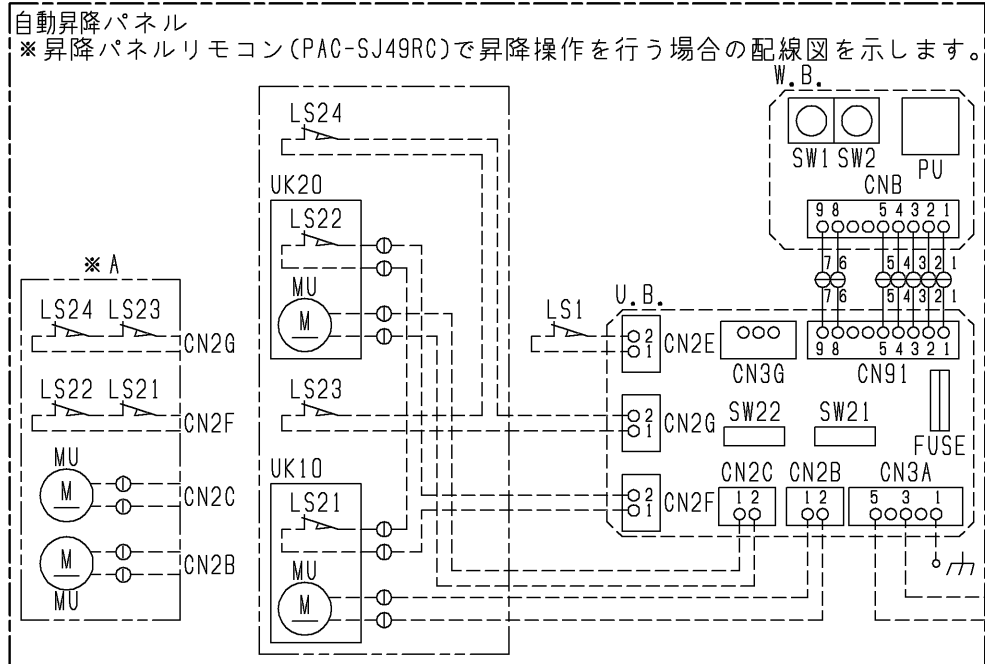 自動昇降パネル
※昇降パネルリモコン(PAC-SJ49RC)で昇降操作を行う場合の配線図を示します。
W.B.
SW1 SW2
PU
CNB
9 8 5 4 3 2 1
7 6 5 4 3 2 1
7 6 5 4 3 2 1
9 8 5 4 3 2 1
CN91
LS24
UK20
LS22
MU
M
※A
LS24 LS23
CN2G
LS22 LS21
CN2F
MU
M
CN2C
M
CN2B
MU
LS23
UK10
LS21
MU
M
LS1
U.B.
2
1
CN2E
CN3G
2
1
CN2G
SW22
SW21
FUSE
2
1
CN2F
CN2C
1 2
CN2B
1 2
CN3A
5 3 1